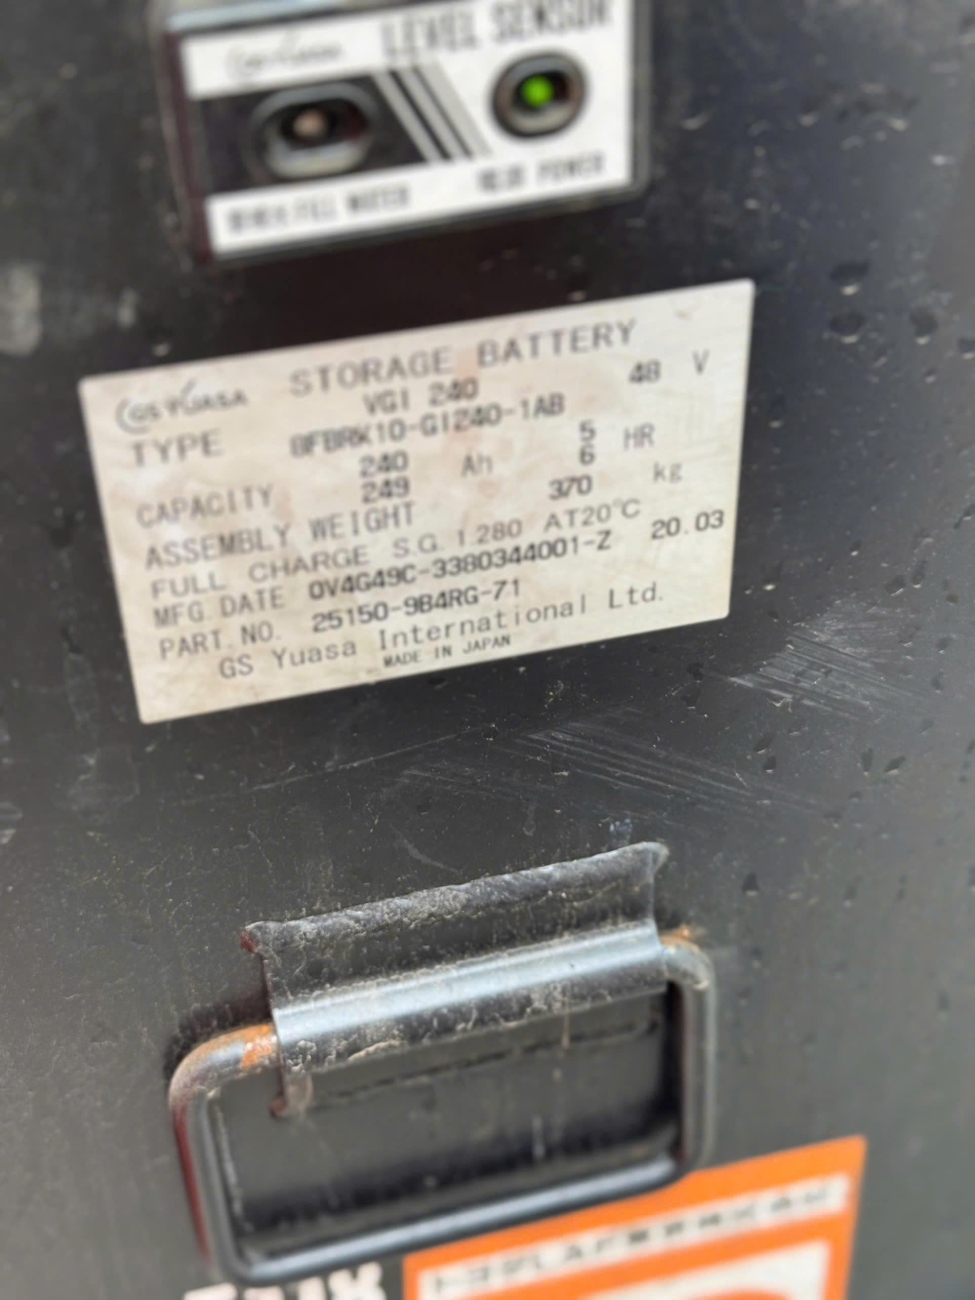 LEVEL SENSOR
GS YUASA
FILL WATER
POWER
GS YUASA STORAGE BATTERY
VGI 240 48 V
TYPE 8FBRK10-GI240-1AB
240 Ah 5 HR
CAPACITY 249 6
ASSEMBLY WEIGHT 370 kg
FULL CHARGE S.G. 1.280 AT20℃
MFG.DATE 0V4G49C-3380344001-Z 20.03
PART.NO. 25150-9B4RG-71
GS Yuasa International Ltd.
MADE IN JAPAN